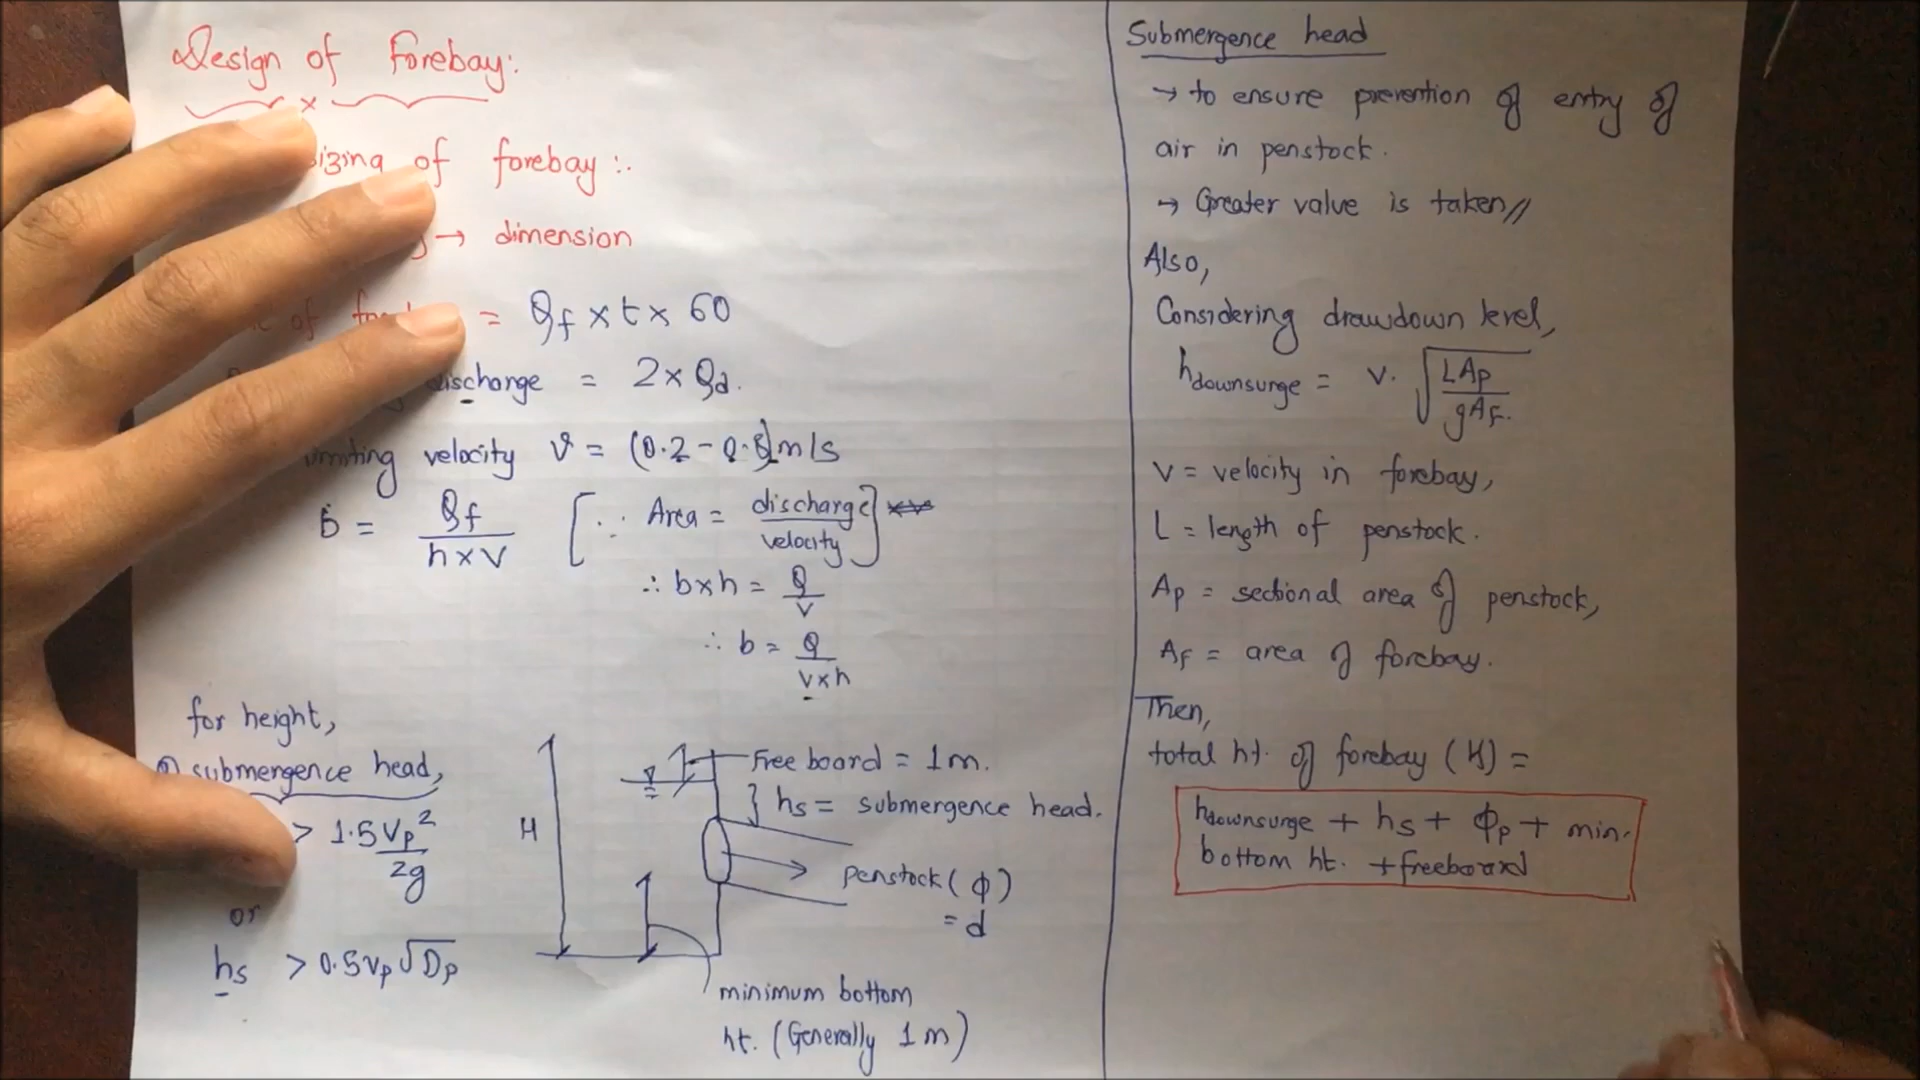 Design of Forebay:
sizing of forebay :.
→ dimension
= Qf × t × 60
discharge = 2 × Qd.
limiting velocity v = (0.2 - 0.8) m/s
B = Qf / h × v [∵ Area = discharge / velocity]
∴ b×h = Q / v
∴ b = Q / v×h
for height,
submergence head,
> 1.5 Vp² / 2g
or
hs > 0.5 Vp √Dp
H
Free board = 1m.
hs = submergence head.
Penstock (ϕ)
= d
minimum bottom
ht. (Generally 1 m)
Submergence head
→ to ensure prevention of entry of
air in penstock.
→ Greater value is taken //
Also,
Considering drawdown level,
hdownsurge = v. √(LAp / gAF.)
V = velocity in forebay,
L = length of penstock.
Ap = sectional area of penstock,
AF = area of forebay.
Then,
total ht. of forebay (H) =
hdownsurge + hs + ϕp + min.
bottom ht. + freeboard